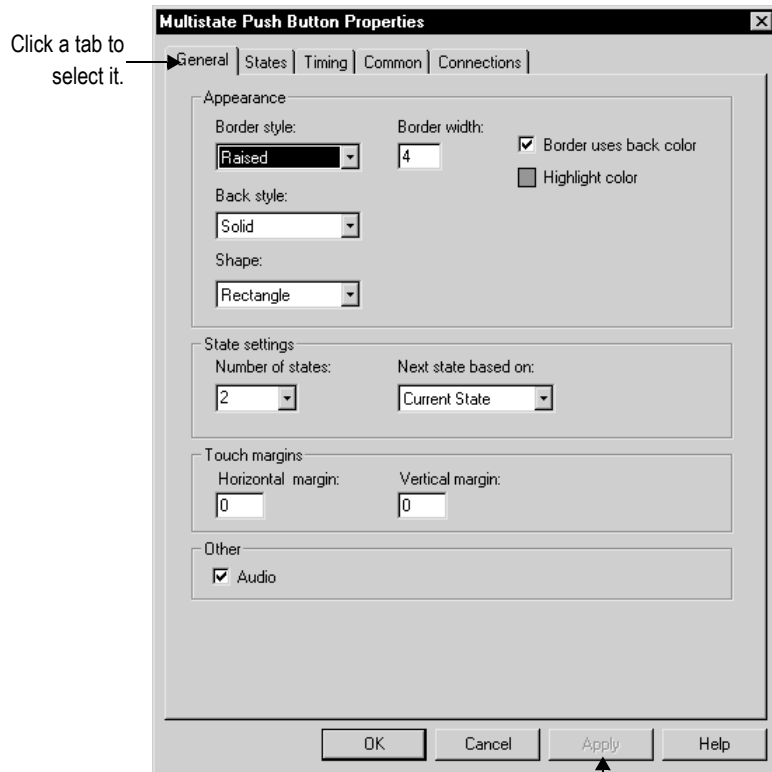 Multistate Push Button Properties
Click a tab to
select it.
General States Timing Common Connections
Appearance
Border style: Border width:
Raised 4 Border uses back color
Highlight color
Back style:
Solid
Shape:
Rectangle
State settings
Number of states: Next state based on:
2 Current State
Touch margins
Horizontal margin: Vertical margin:
0 0
Other
Audio
OK Cancel Apply Help